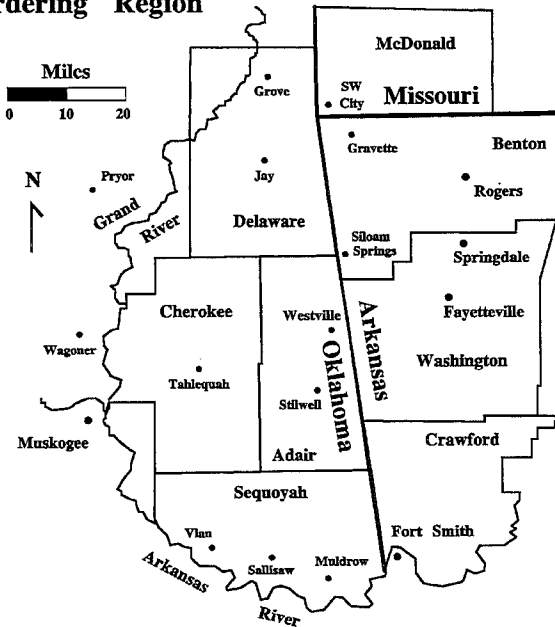 rdering Region
McDonald
Miles
SW
City
Grove
Missouri
0 10 20
Gravette
Benton
N
Pryor
Jay
Rogers
Grand
River
Delaware
Siloam
Springs
Springdale
Cherokee
Westville
Arkansas
Fayetteville
Wagoner
Oklahoma
Washington
Tahlequah
Stilwell
Muskogee
Crawford
Adair
Sequoyah
Vian
Fort Smith
Sallisaw
Muldrow
Arkansas
River